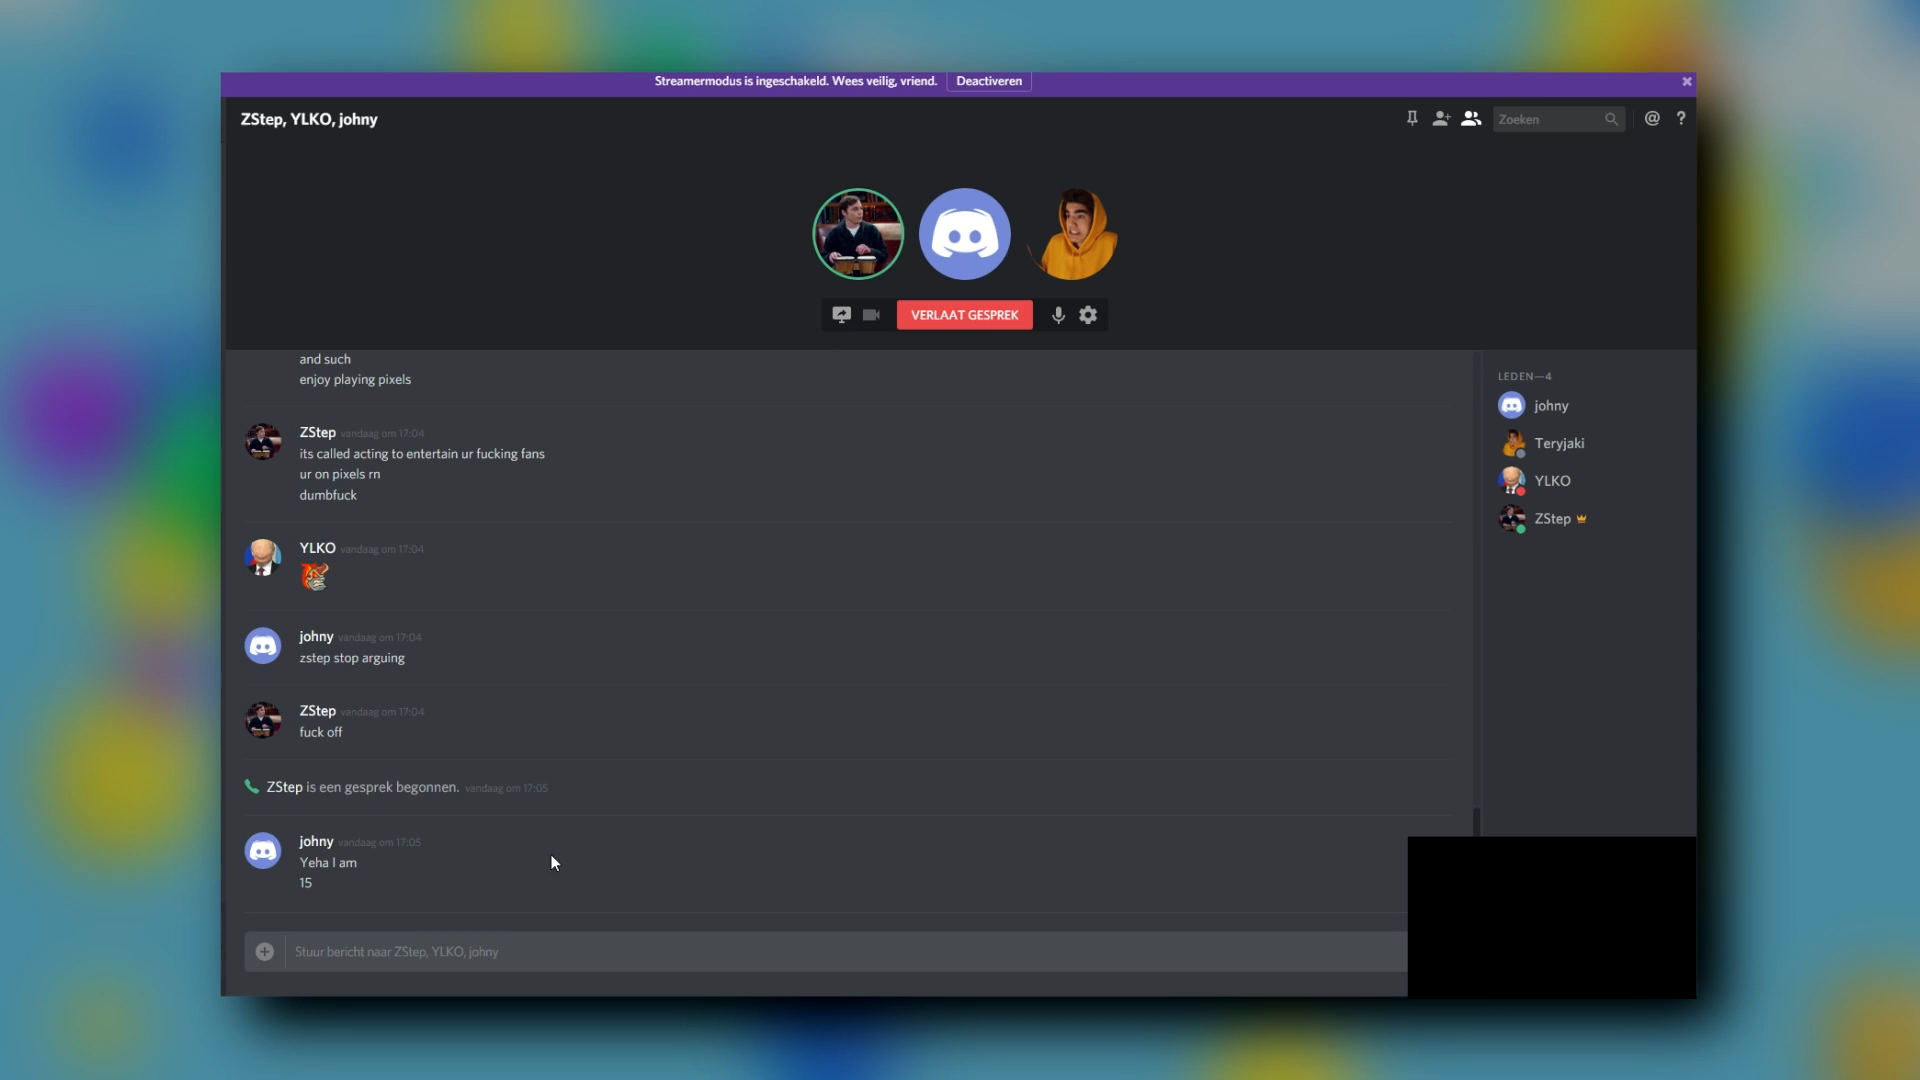 Streamermodus is ingeschakeld. Wees veilig, vriend. Deactiveren
ZStep, YLKO, johny
Zoeken
VERLAAT GESPREK
and such
enjoy playing pixels
ZStep vandaag om 17:04
its called acting to entertain ur fucking fans
ur on pixels rn
dumbfuck
YLKO vandaag om 17:04
johny vandaag om 17:04
zstep stop arguing
ZStep vandaag om 17:04
fuck off
ZStep is een gesprek begonnen. vandaag om 17:05
johny vandaag om 17:05
Yeha I am
15
Stuur bericht naar ZStep, YLKO, johny
LEDEN—4
johny
Teryjaki
YLKO
ZStep